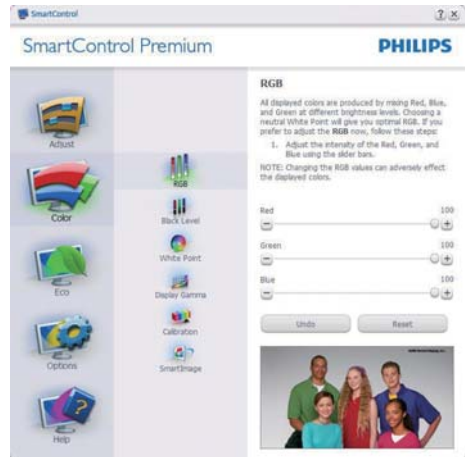 SmartControl
SmartControl Premium
PHILIPS
Adjust
Color
Eco
Options
Help
RGB
Black Level
White Point
Display Gamma
Calibration
SmartImage
RGB
All displayed colors are produced by mixing Red, Blue,
and Green at different brightness levels. Choosing a
neutral White Point will give you optimal RGB. If you
prefer to adjust the RGB now, follow these steps:
1. Adjust the intensity of the Red, Green, and
Blue using the slider bars.
NOTE: Changing the RGB values can adversely effect
the displayed colors.
Red 100
Green 100
Blue 100
Undo Reset